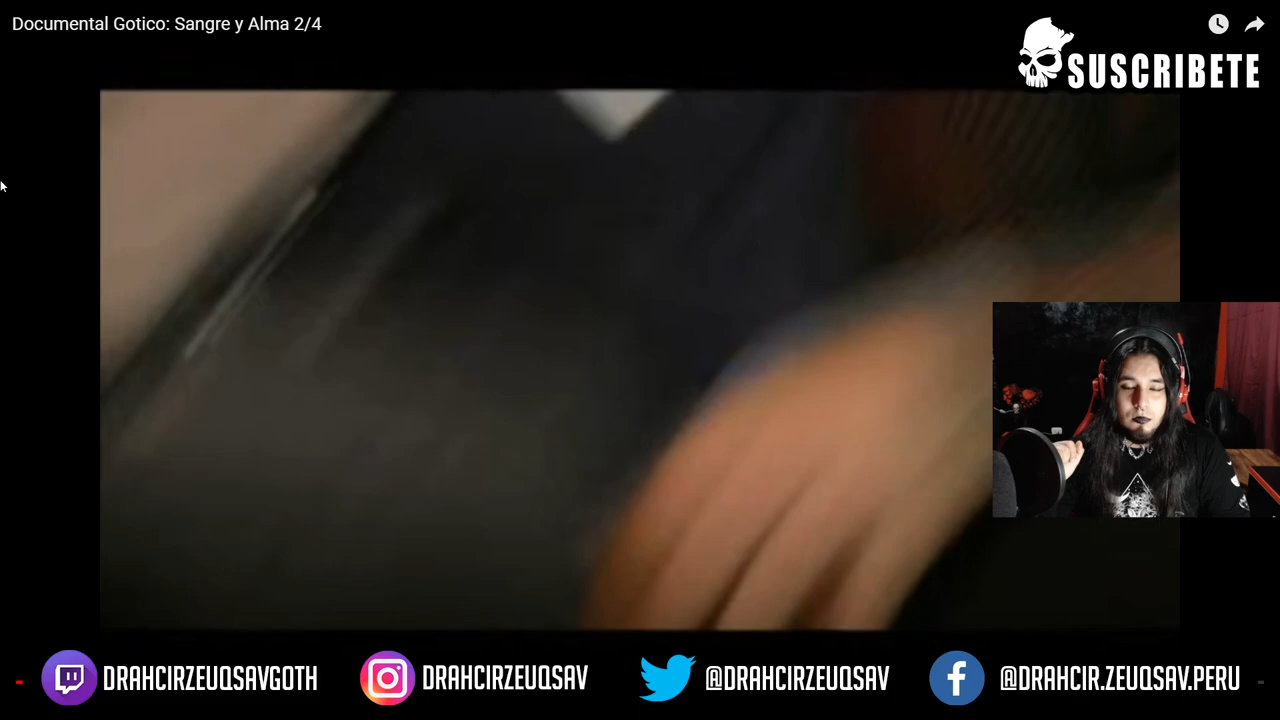 Documental Gotico: Sangre y Alma 2/4
SUSCRIBETE
DRAHCIRZEUQSAVGOTH
DRAHCIRZEUQSAV
@DRAHCIRZEUQSAV
@DRAHCIR.ZEUQSAV.PERU